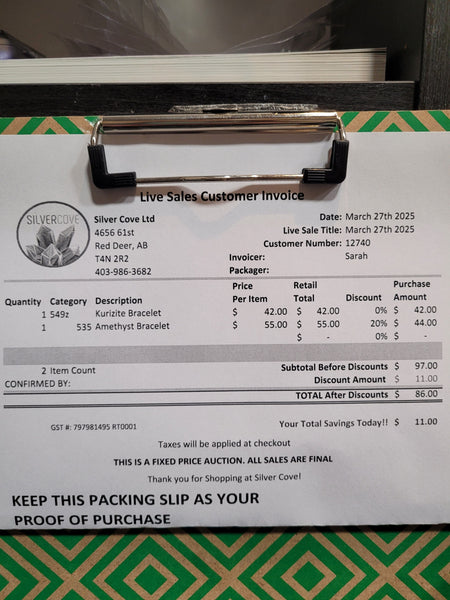 Live Sales Customer Invoice
SILVERCOVE
Silver Cove Ltd
4656 61st
Red Deer, AB
T4N 2R2
403-986-3682
Date: March 27th 2025
Live Sale Title: March 27th 2025
Customer Number: 12740
Invoicer: Sarah
Packager:
Quantity Category Description Price Per Item Retail Total Discount Purchase Amount
1 549z Kurizite Bracelet $ 42.00 $ 42.00 0% $ 42.00
1 535 Amethyst Bracelet $ 55.00 $ 55.00 20% $ 44.00
$ - 0% $ -
2 Item Count Subtotal Before Discounts $ 97.00
CONFIRMED BY: Discount Amount $ 11.00
TOTAL After Discounts $ 86.00
GST #: 797981495 RT0001 Your Total Savings Today!! $ 11.00
Taxes will be applied at checkout
THIS IS A FIXED PRICE AUCTION. ALL SALES ARE FINAL
Thank you for Shopping at Silver Cove!
KEEP THIS PACKING SLIP AS YOUR
PROOF OF PURCHASE